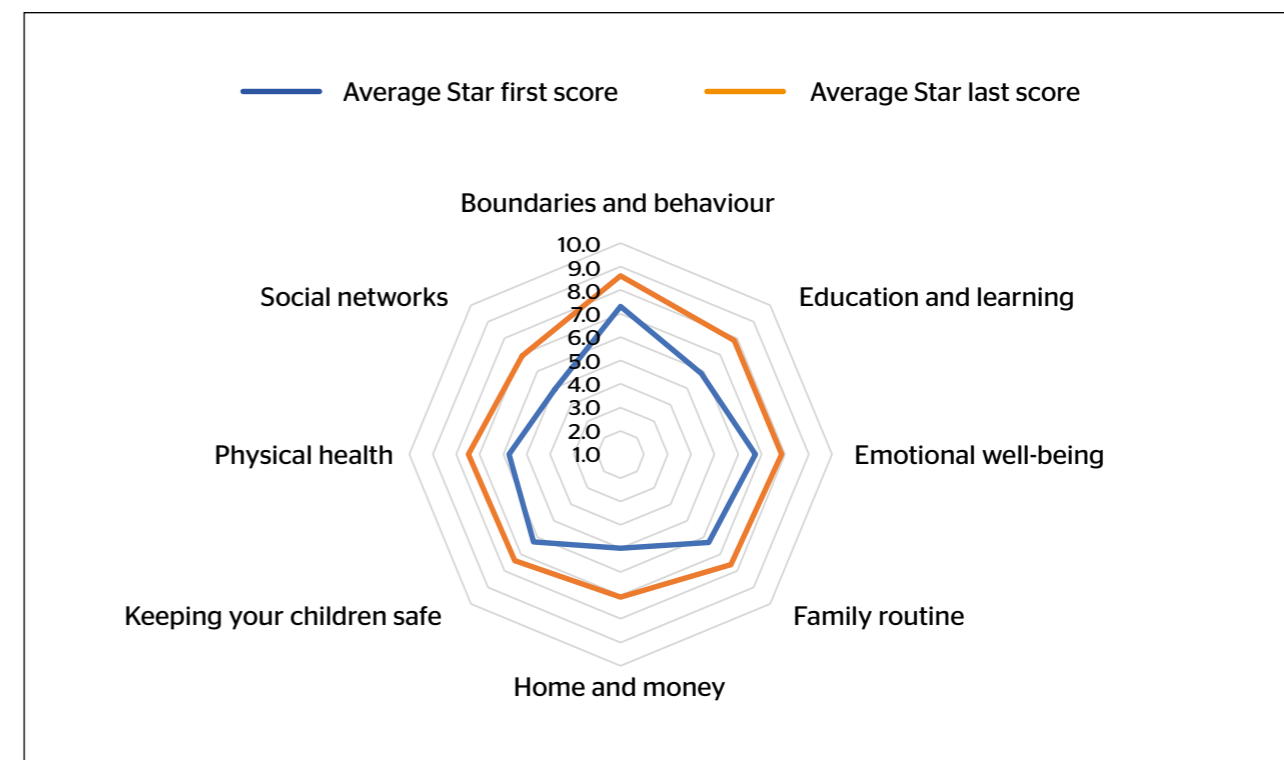 Average Star first score
Average Star last score
Boundaries and behaviour
10.0
9.0
8.0
7.0
6.0
5.0
4.0
3.0
2.0
1.0
Social networks
Education and learning
Physical health
Emotional well-being
Keeping your children safe
Family routine
Home and money